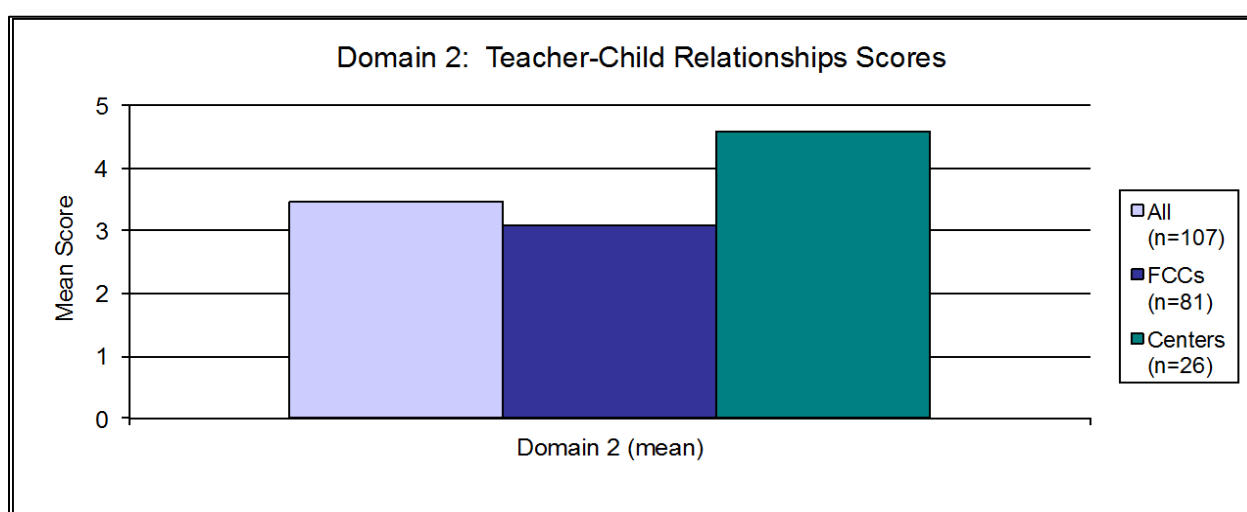 Domain 2:  Teacher-Child Relationships Scores
5
4
3
2
1
0
Mean Score
Domain 2 (mean)
All
(n=107)
FCCs
(n=81)
Centers
(n=26)